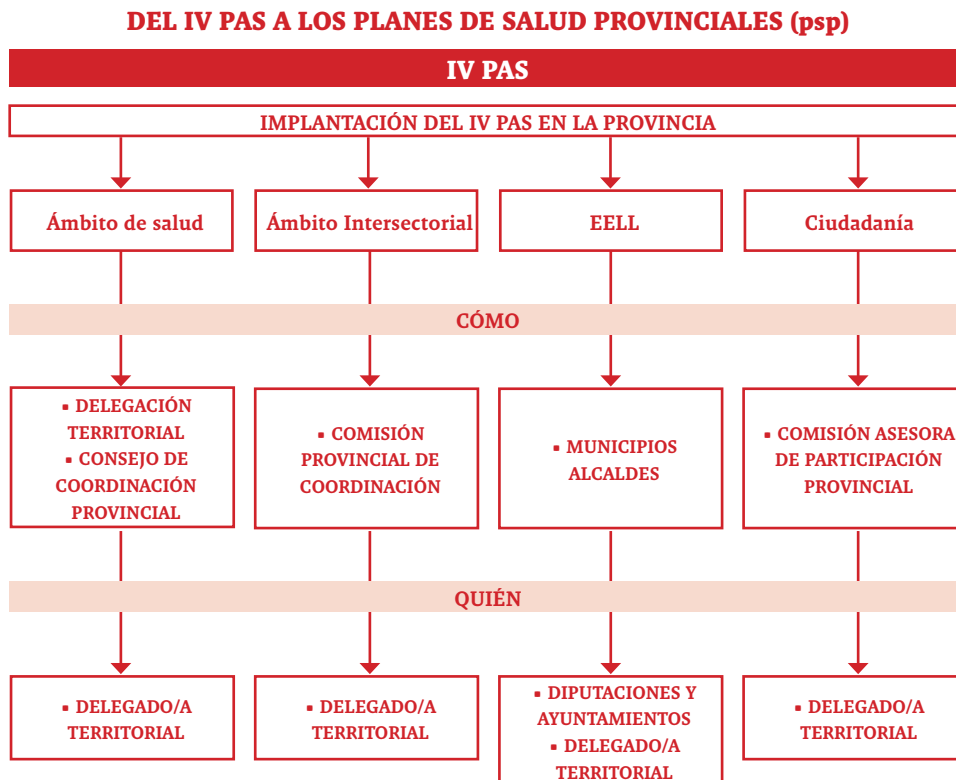 DEL IV PAS A LOS PLANES DE SALUD PROVINCIALES (psp)
IV PAS
IMPLANTACIÓN DEL IV PAS EN LA PROVINCIA
Ámbito de salud
Ámbito Intersectorial
EELL
Ciudadanía
CÓMO
▪ DELEGACIÓN
TERRITORIAL
▪ CONSEJO DE
COORDINACIÓN
PROVINCIAL
▪ COMISIÓN
PROVINCIAL DE
COORDINACIÓN
▪ MUNICIPIOS
ALCALDES
▪ COMISIÓN ASESORA
DE PARTICIPACIÓN
PROVINCIAL
QUIÉN
▪ DELEGADO/A
TERRITORIAL
▪ DELEGADO/A
TERRITORIAL
▪ DIPUTACIONES Y
AYUNTAMIENTOS
▪ DELEGADO/A
TERRITORIAL
▪ DELEGADO/A
TERRITORIAL